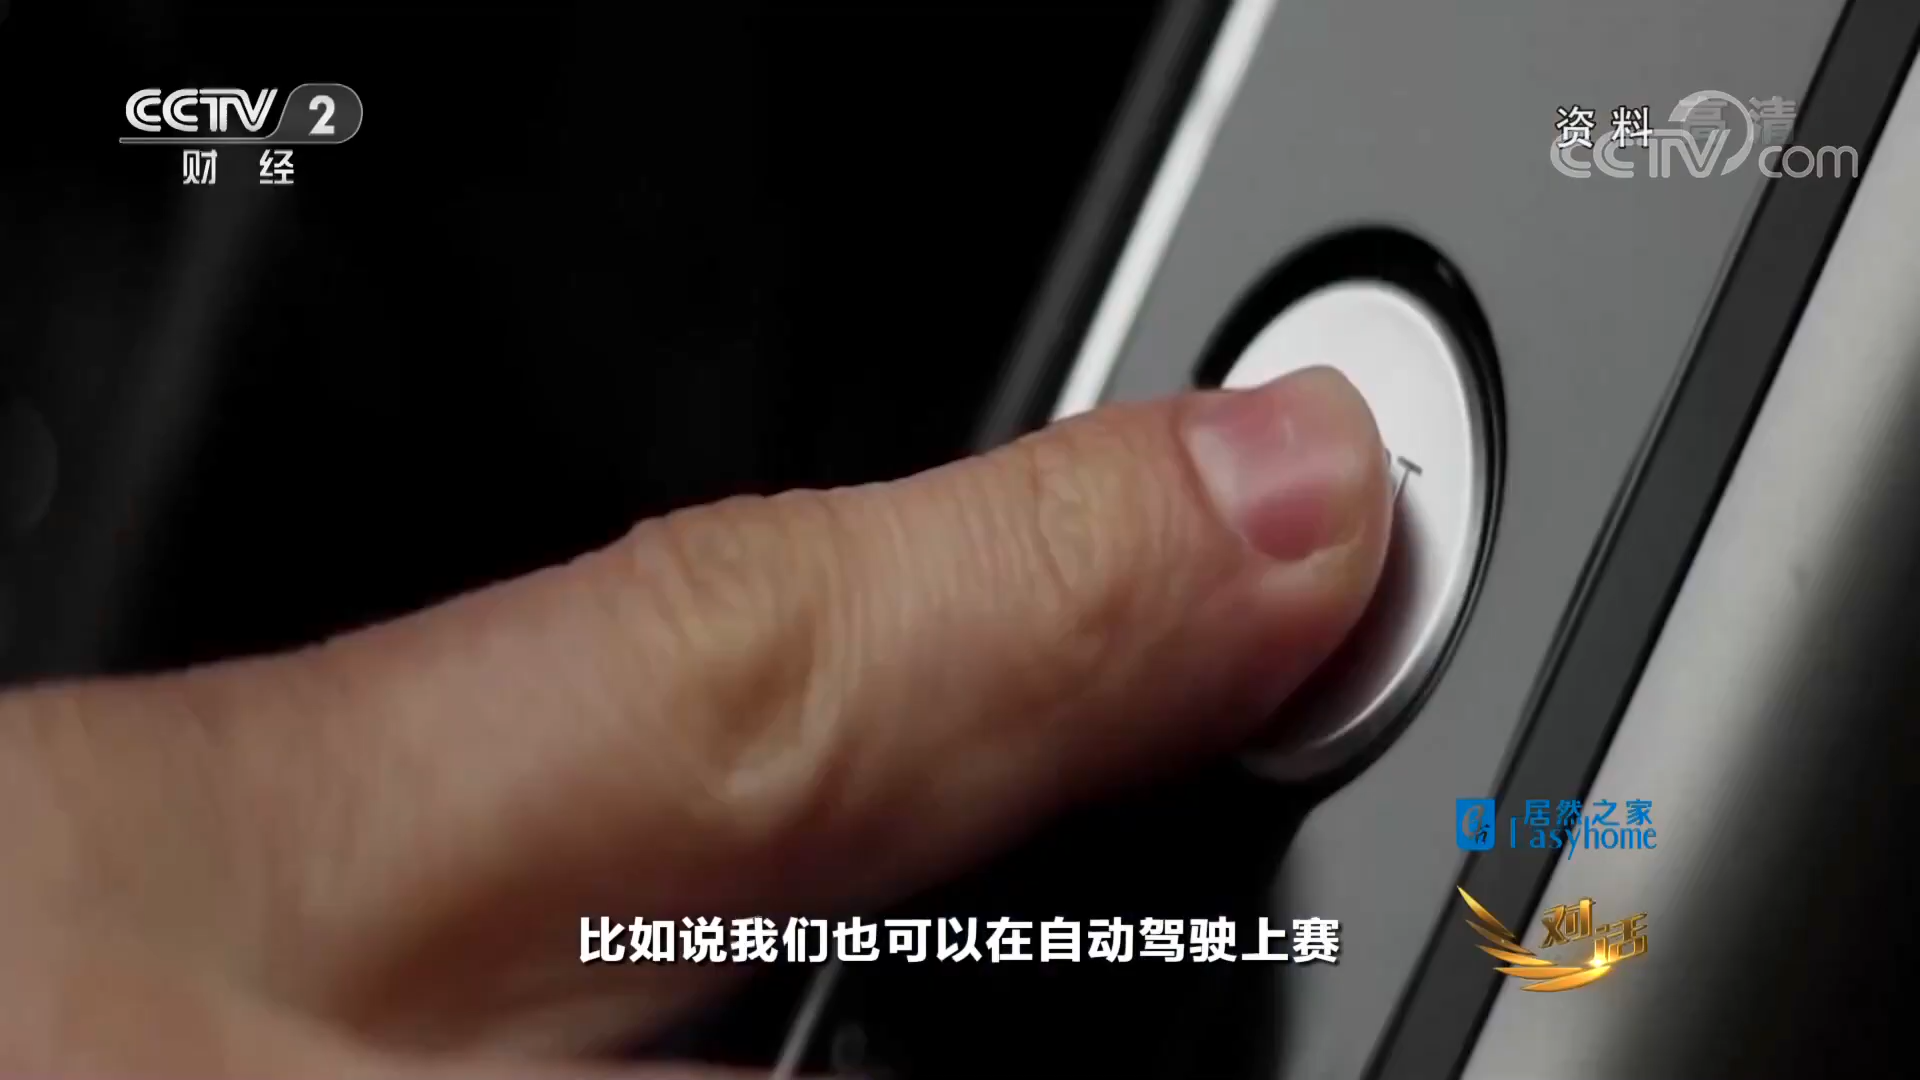 CCTV 2
财 经
资 料
高清
CCTV com
T
居然之家
Easyhome
比如说我们也可以在自动驾驶上赛
对话